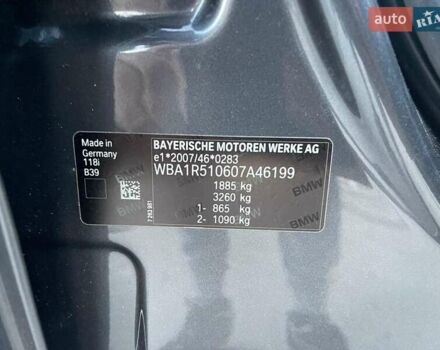 auto RIA
Made in
Germany
118i
B39
BAYERISCHE MOTOREN WERKE AG
e1*2007/46*0283
WBA1R510607A46199
1885 kg
3260 kg
1- 865 kg
2- 1090 kg
BMW
BMW
BMW